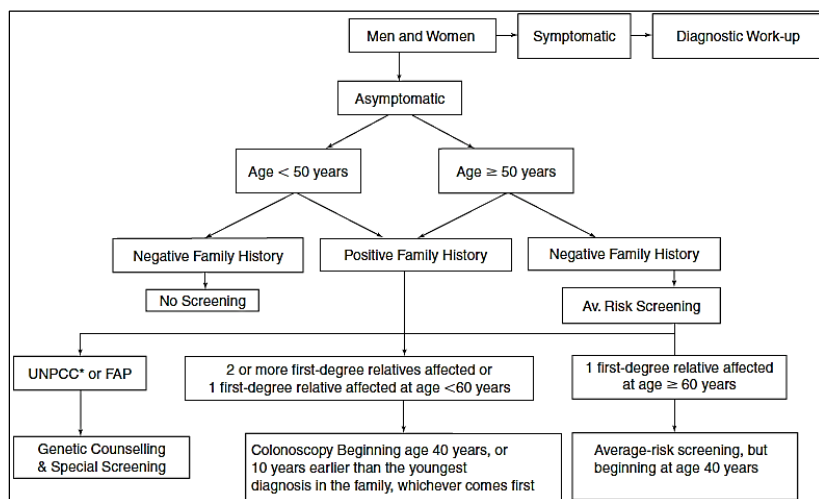 Men and Women
Symptomatic
Diagnostic Work-up
Asymptomatic
Age < 50 years
Age ≥ 50 years
Negative Family History
Positive Family History
Negative Family History
No Screening
Av. Risk Screening
UNPCC* or FAP
2 or more first-degree relatives affected or
1 first-degree relative affected at age <60 years
1 first-degree relative affected
at age ≥ 60 years
Genetic Counselling
& Special Screening
Colonoscopy Beginning age 40 years, or
10 years earlier than the youngest
diagnosis in the family, whichever comes first
Average-risk screening, but
beginning at age 40 years